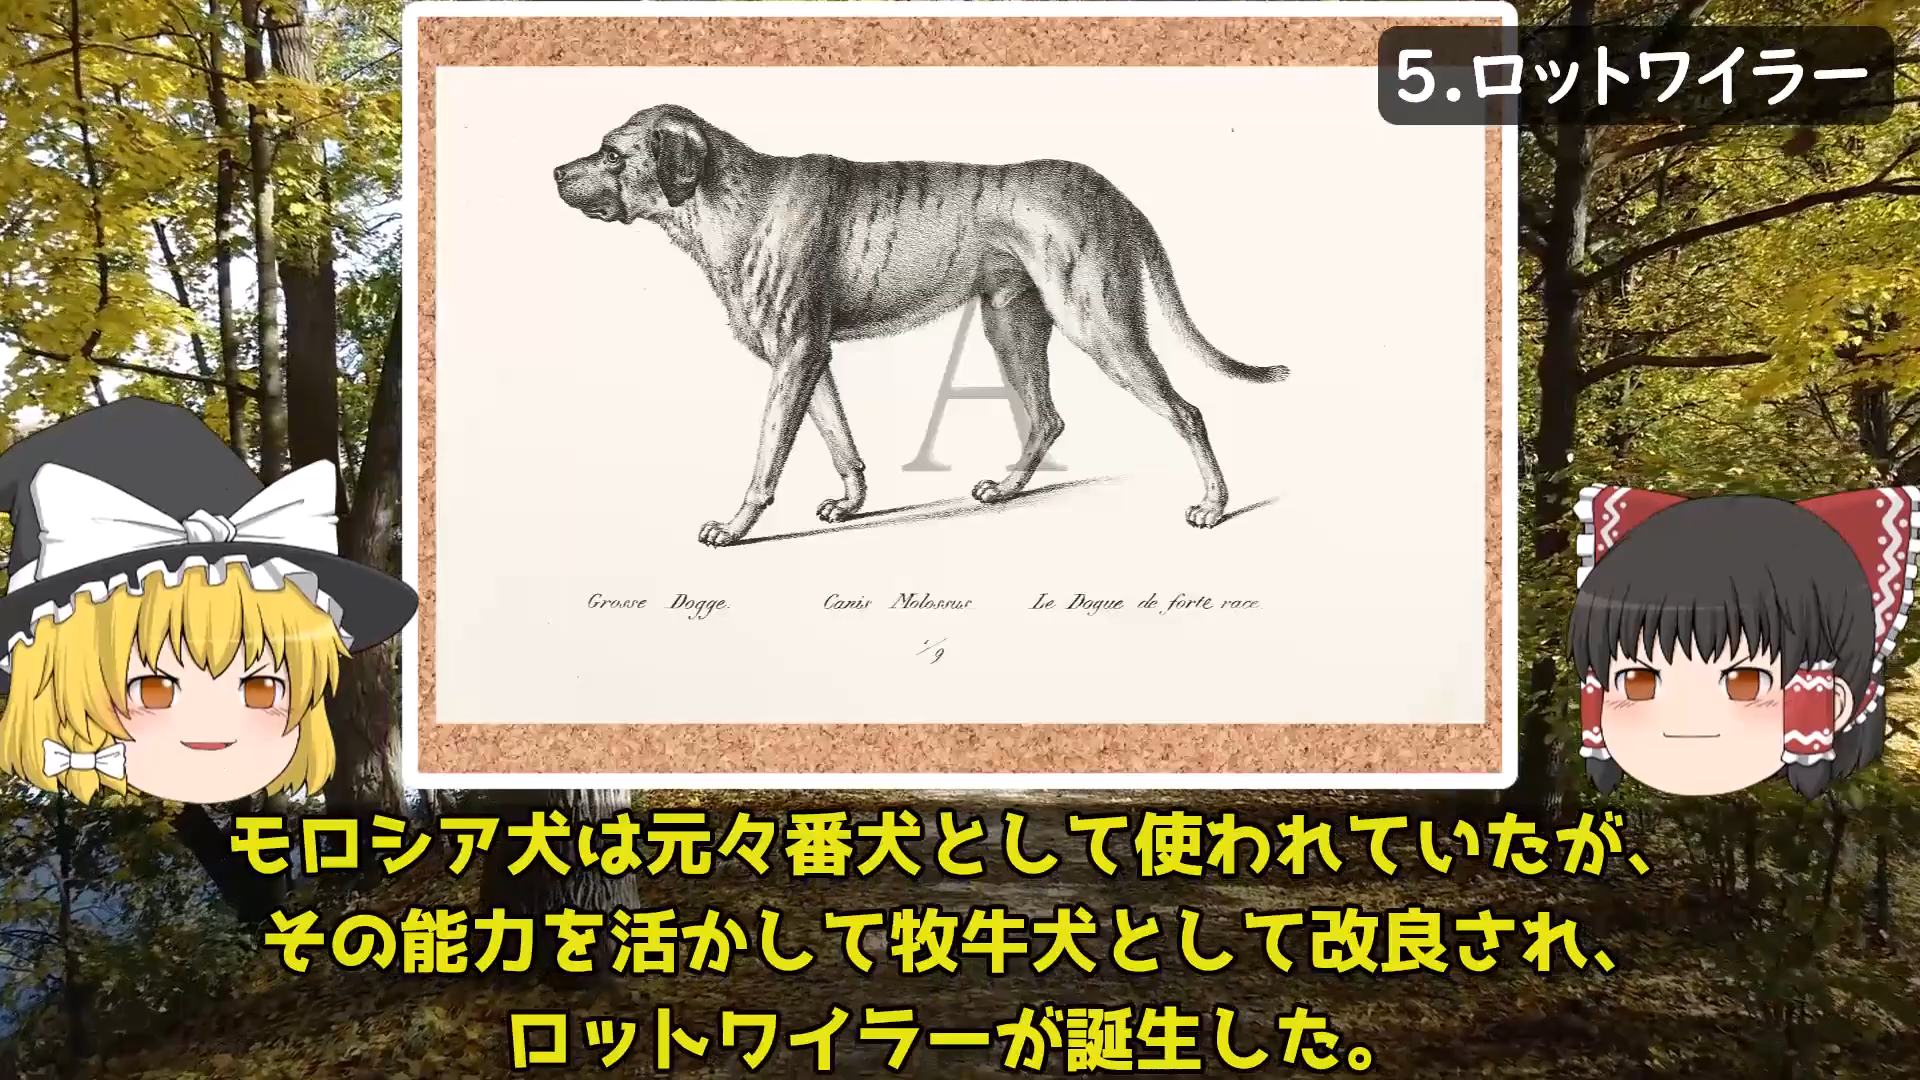 5.ロットワイラー
A
Grosse Dogge. Canis Molossus Le Dogue de forte race.
1/9
モロシア犬は元々番犬として使われていたが、
その能力を活かして牧牛犬として改良され、
ロットワイラーが誕生した。